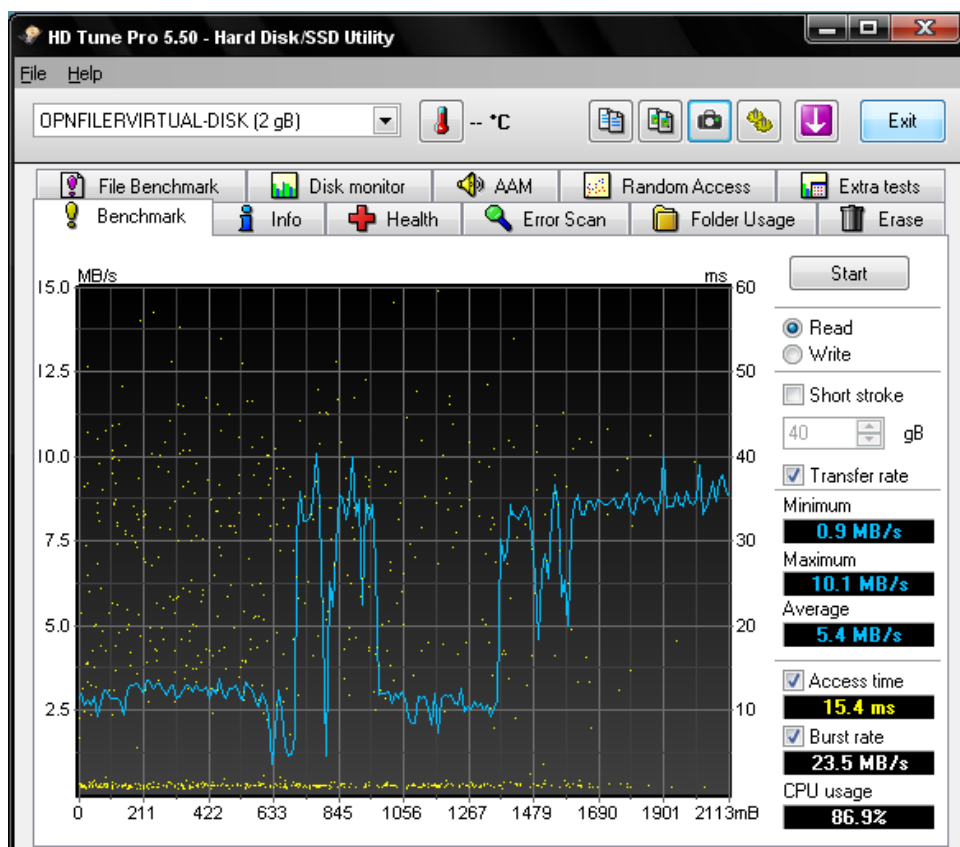 HD Tune Pro 5.50 - Hard Disk/SSD Utility
File Help
OPNFILERVIRTUAL-DISK (2 gB)
-- °C
Exit
File Benchmark Disk monitor AAM Random Access Extra tests
Benchmark Info Health Error Scan Folder Usage Erase
MB/s ms
15.0 60
12.5 50
10.0 40
7.5 30
5.0 20
2.5 10
0 211 422 633 845 1056 1267 1479 1690 1901 2113mB
Start
Read
Write
Short stroke
40 gB
Transfer rate
Minimum
0.9 MB/s
Maximum
10.1 MB/s
Average
5.4 MB/s
Access time
15.4 ms
Burst rate
23.5 MB/s
CPU usage
86.9%